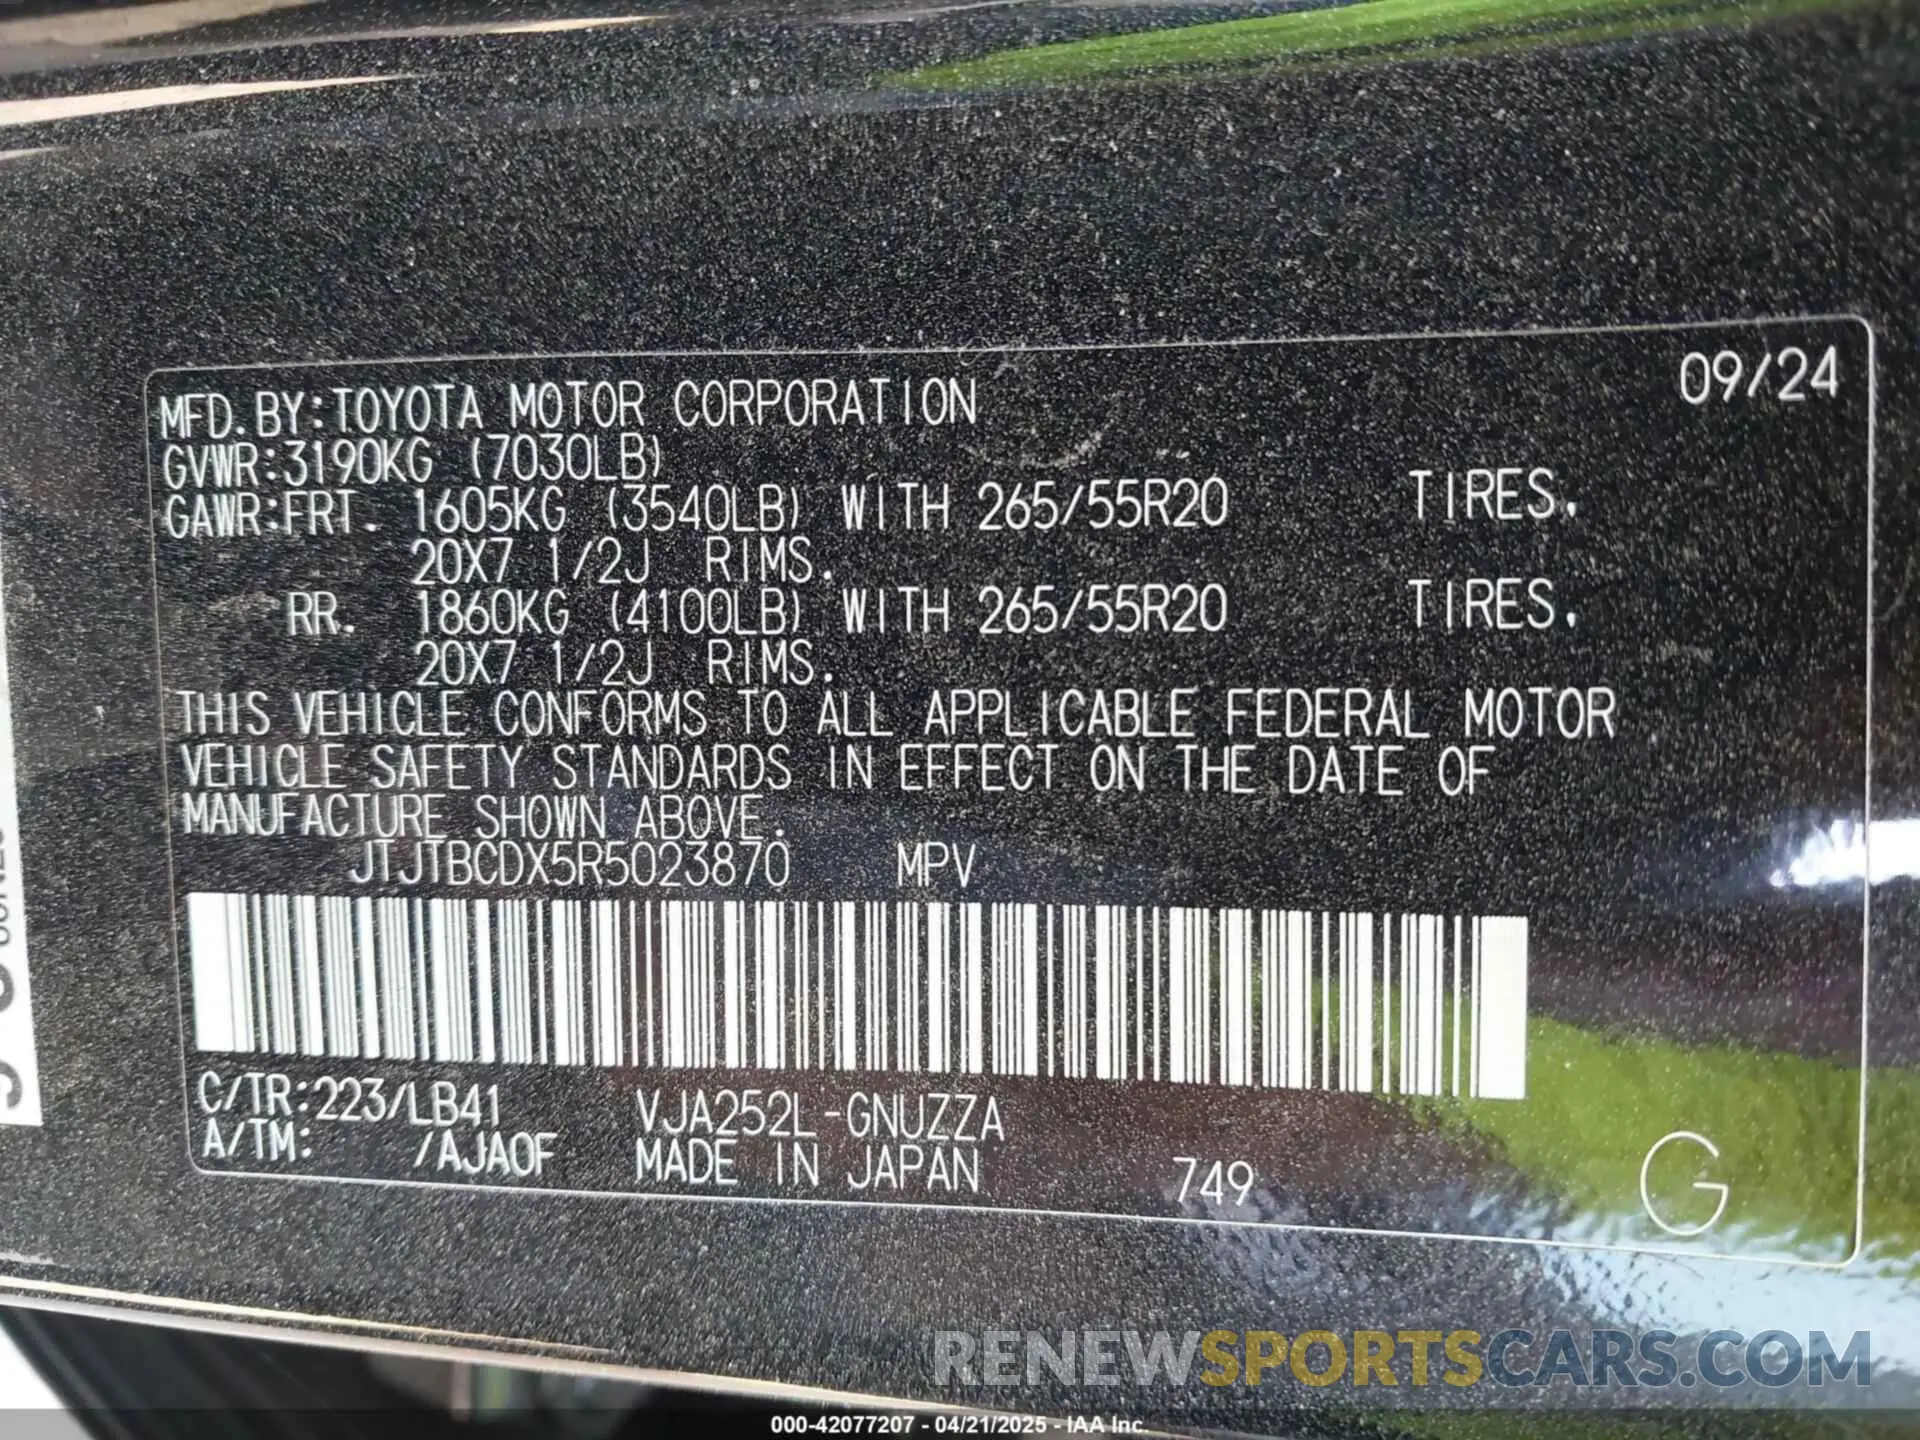 09/24
MFD. BY:TOYOTA MOTOR CORPORATION
GVWR:3190KG (7030LB)
GAWR:FRT. 1605KG (3540LB) WITH 265/55R20 TIRES.
20X7 1/2J RIMS.
RR. 1860KG (4100LB) WITH 265/55R20 TIRES.
20X7 1/2J RIMS.
THIS VEHICLE CONFORMS TO ALL APPLICABLE FEDERAL MOTOR
VEHICLE SAFETY STANDARDS IN EFFECT ON THE DATE OF
MANUFACTURE SHOWN ABOVE.
JTJTBCDX5R5023870 MPV
C/TR:223/LB41 VJA252L-GNUZZA
A/TM: /AJA0F MADE IN JAPAN 749
G
RENEWSPORTSCARS.COM
000-42077207 - 04/21/2025 - IAA Inc.